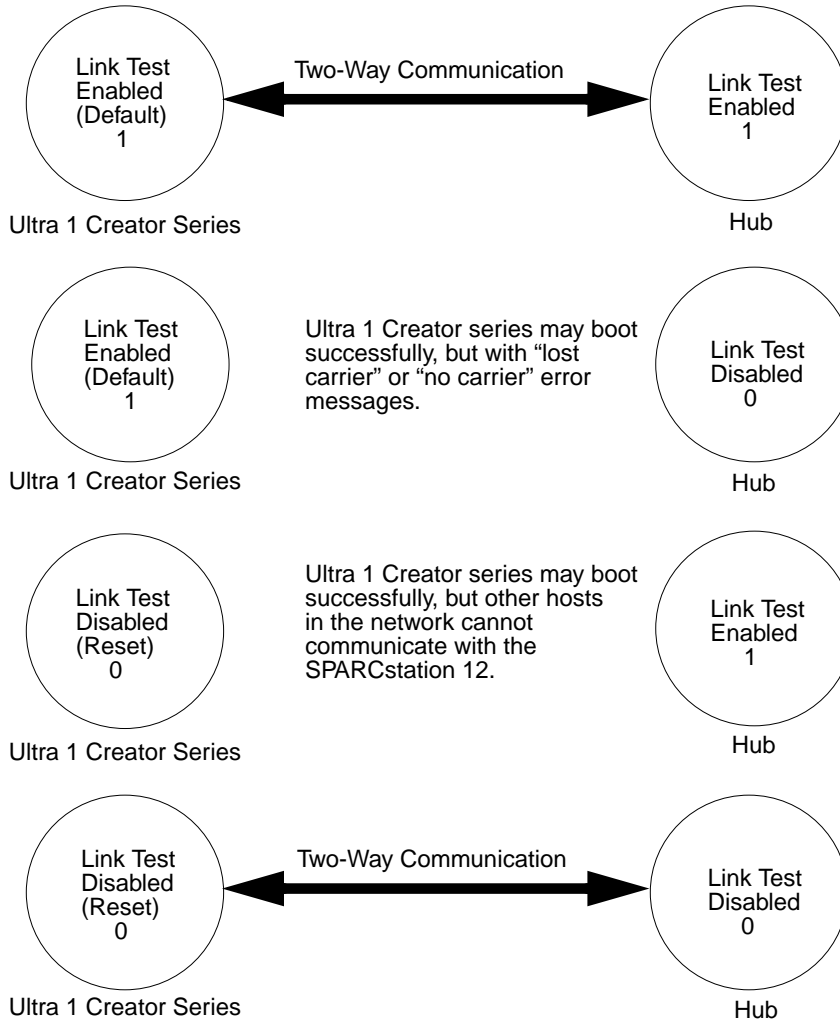 Link Test
Enabled
(Default)
1
Two-Way Communication
Link Test
Enabled
1
Ultra 1 Creator Series
Hub
Link Test
Enabled
(Default)
1
Ultra 1 Creator series may boot
successfully, but with “lost
carrier” or “no carrier” error
messages.
Link Test
Disabled
0
Ultra 1 Creator Series
Hub
Link Test
Disabled
(Reset)
0
Ultra 1 Creator series may boot
successfully, but other hosts
in the network cannot
communicate with the
SPARCstation 12.
Link Test
Enabled
1
Ultra 1 Creator Series
Hub
Link Test
Disabled
(Reset)
0
Two-Way Communication
Link Test
Disabled
0
Ultra 1 Creator Series
Hub